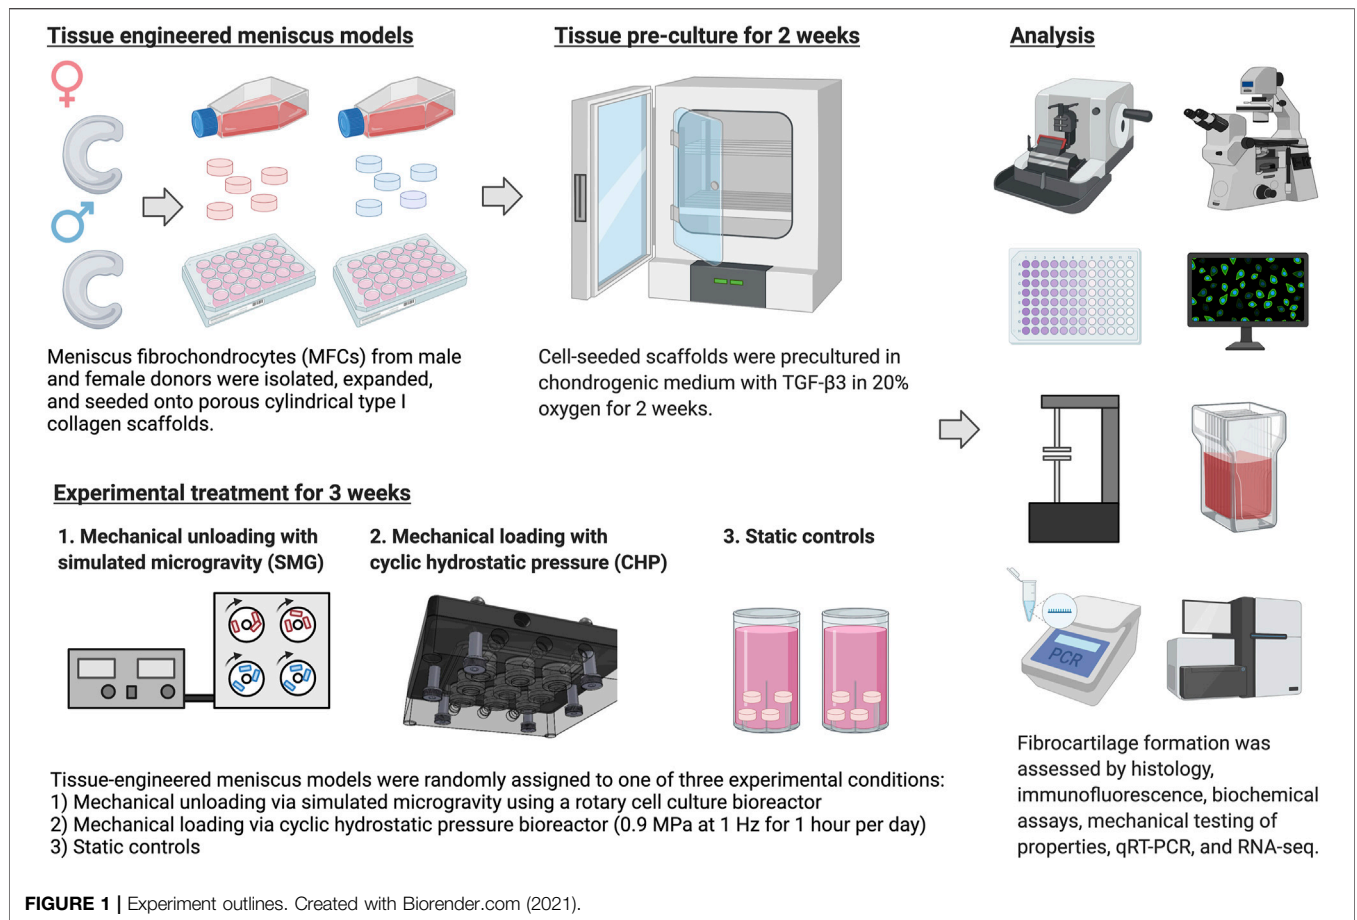 Tissue engineered meniscus models
Meniscus fibrochondrocytes (MFCs) from male
and female donors were isolated, expanded,
and seeded onto porous cylindrical type I
collagen scaffolds.
Tissue pre-culture for 2 weeks
Cell-seeded scaffolds were precultured in
chondrogenic medium with TGF-β3 in 20%
oxygen for 2 weeks.
Experimental treatment for 3 weeks
1. Mechanical unloading with
simulated microgravity (SMG)
2. Mechanical loading with
cyclic hydrostatic pressure (CHP)
3. Static controls
Tissue-engineered meniscus models were randomly assigned to one of three experimental conditions:
1) Mechanical unloading via simulated microgravity using a rotary cell culture bioreactor
2) Mechanical loading via cyclic hydrostatic pressure bioreactor (0.9 MPa at 1 Hz for 1 hour per day)
3) Static controls
Analysis
PCR
Fibrocartilage formation was
assessed by histology,
immunofluorescence, biochemical
assays, mechanical testing of
properties, qRT-PCR, and RNA-seq.
FIGURE 1 | Experiment outlines. Created with Biorender.com (2021).